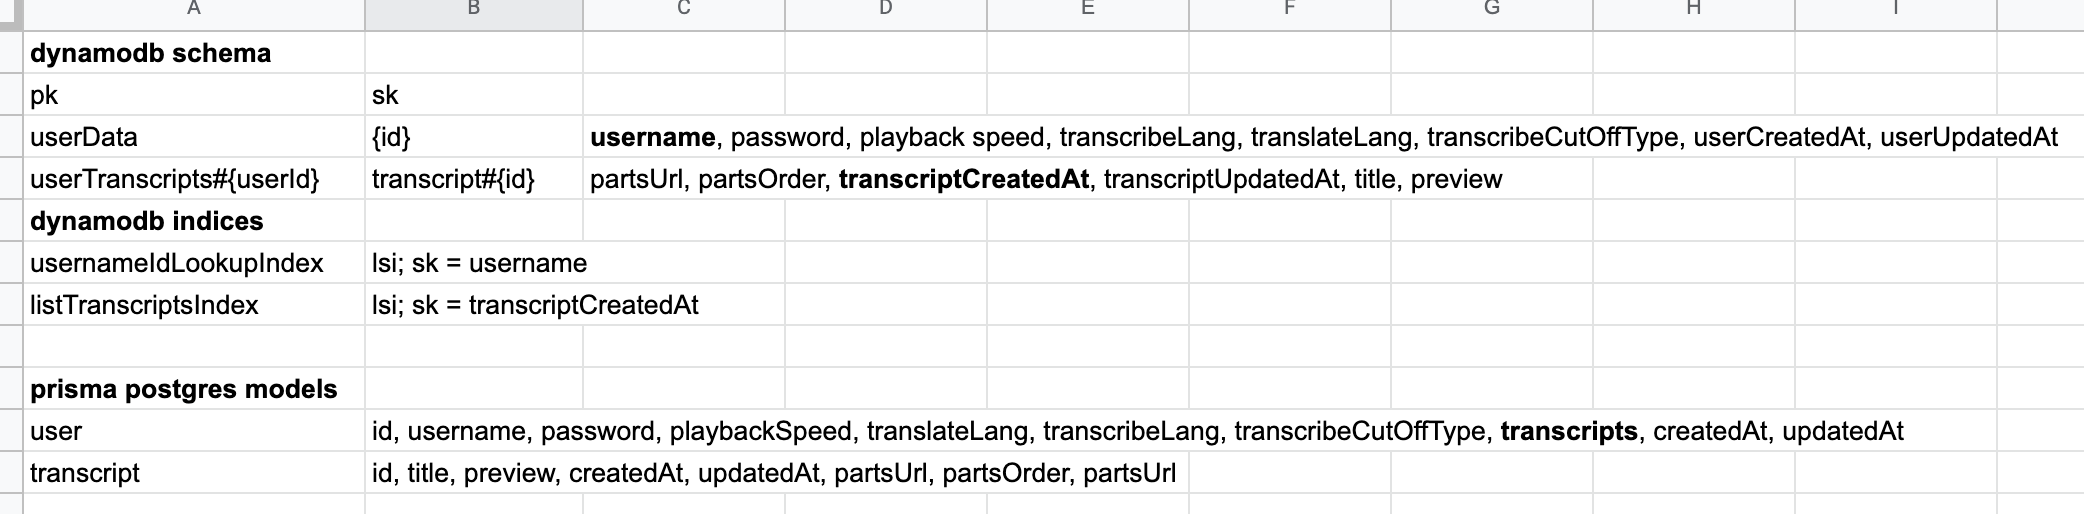 A B C D E F G H I
dynamodb schema
pk sk
userData {id} username, password, playback speed, transcribeLang, translateLang, transcribeCutOffType, userCreatedAt, userUpdatedAt
userTranscripts#{userId} transcript#{id} partsUrl, partsOrder, transcriptCreatedAt, transcriptUpdatedAt, title, preview
dynamodb indices
usernameIdLookupIndex lsi; sk = username
listTranscriptsIndex lsi; sk = transcriptCreatedAt
prisma postgres models
user id, username, password, playbackSpeed, translateLang, transcribeLang, transcribeCutOffType, transcripts, createdAt, updatedAt
transcript id, title, preview, createdAt, updatedAt, partsUrl, partsOrder, partsUrl